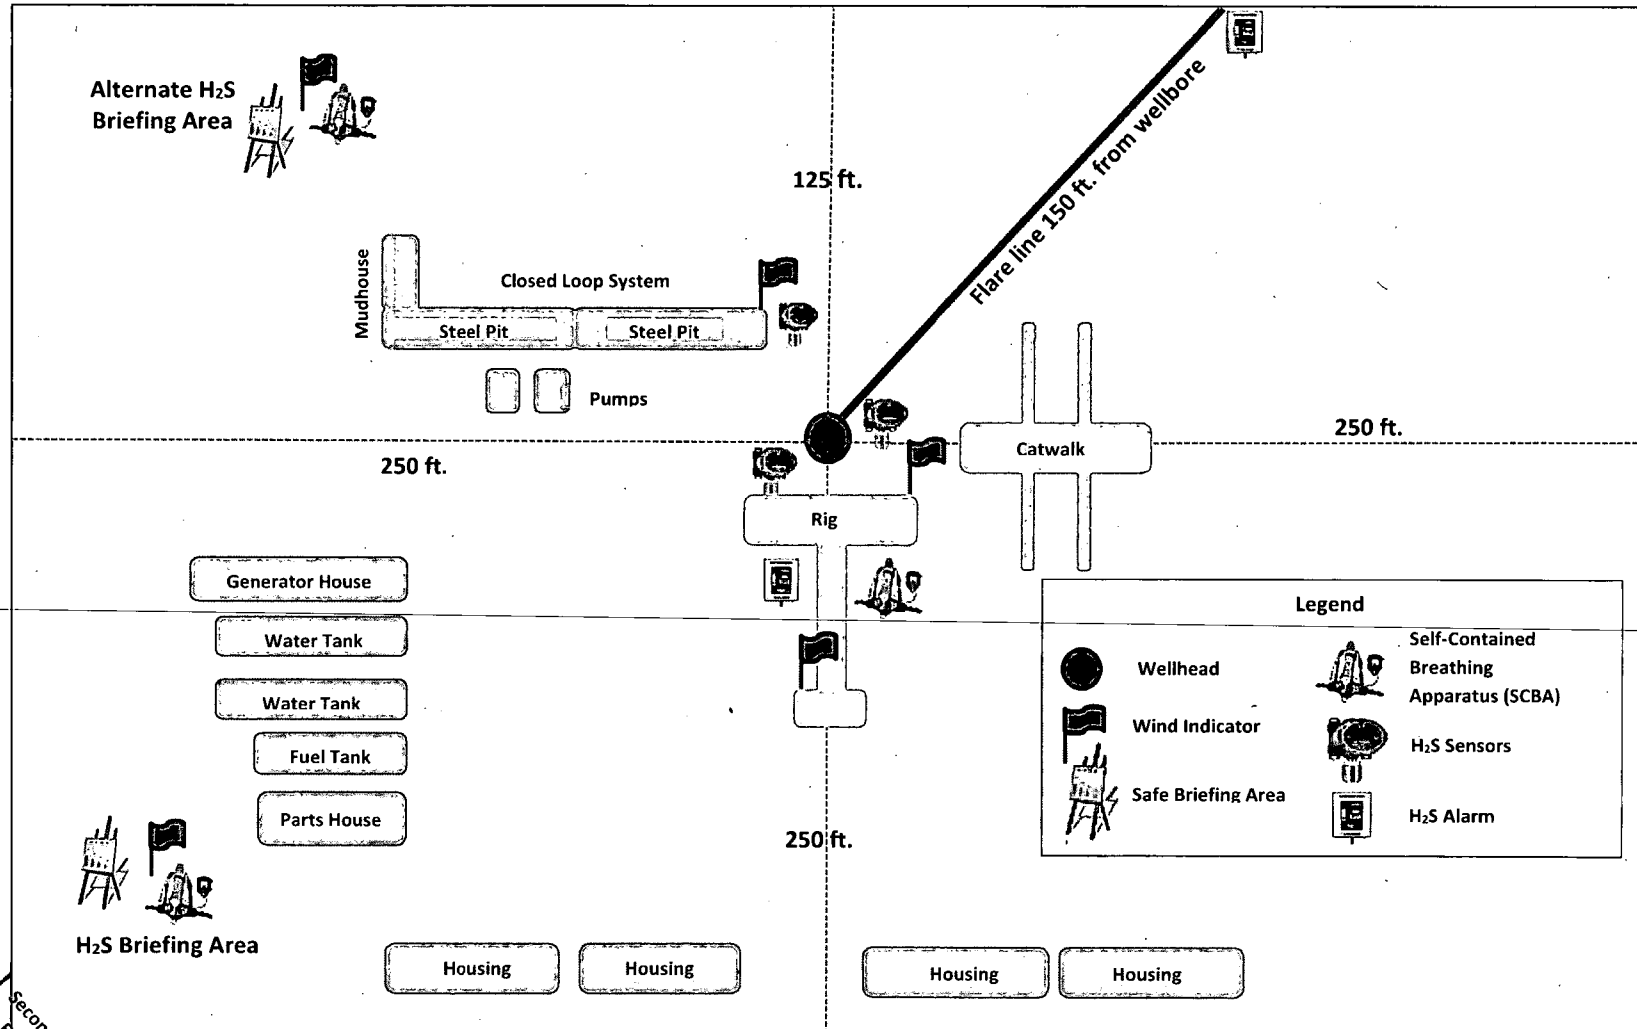 Alternate H₂S
Briefing Area
125 ft.
Flare line 150 ft. from wellbore
Mudhouse
Closed Loop System
Steel Pit
Steel Pit
Pumps
250 ft.
250 ft.
Catwalk
Rig
Generator House
Water Tank
Water Tank
Fuel Tank
Parts House
250 ft.
H₂S Briefing Area
Housing
Housing
Housing
Housing
Legend
Wellhead
Wind Indicator
Safe Briefing Area
Self-Contained
Breathing
Apparatus (SCBA)
H₂S Sensors
H₂S Alarm